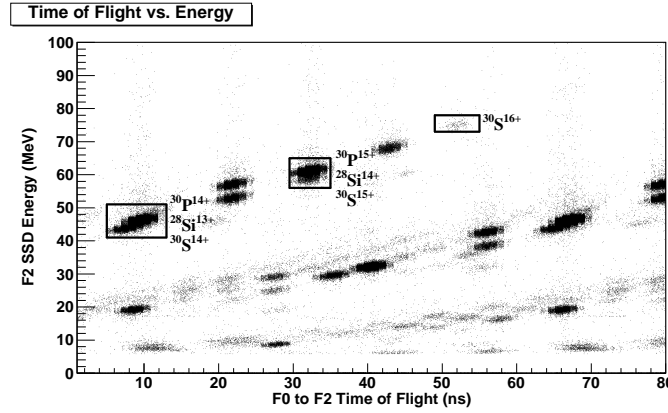 Time of Flight vs. Energy
F2 SSD Energy (MeV)
100
90
80
70
60
50
40
30
20
10
0
³⁰S¹⁶⁺
³⁰P¹⁵⁺
²⁸Si¹⁴⁺
³⁰S¹⁵⁺
³⁰P¹⁴⁺
²⁸Si¹³⁺
³⁰S¹⁴⁺
10 20 30 40 50 60 70 80
F0 to F2 Time of Flight (ns)